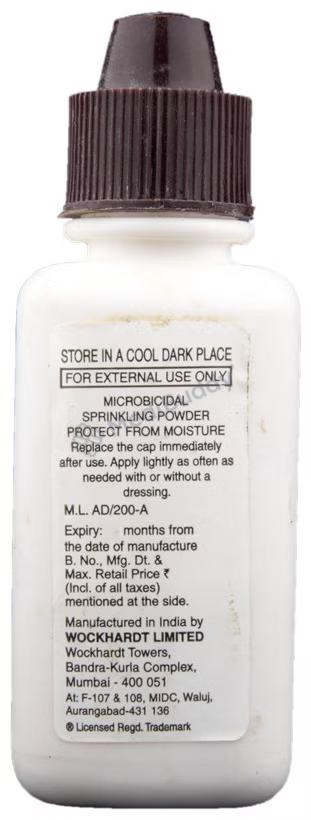 STORE IN A COOL DARK PLACE
FOR EXTERNAL USE ONLY
MICROBICIDAL
SPRINKLING POWDER
PROTECT FROM MOISTURE
Replace the cap immediately
after use. Apply lightly as often as
needed with or without a
dressing.
M.L. AD/200-A
Expiry: months from
the date of manufacture
B. No., Mfg. Dt. &
Max. Retail Price ₹
(Incl. of all taxes)
mentioned at the side.
Manufactured in India by
WOCKHARDT LIMITED
Wockhardt Towers,
Bandra-Kurla Complex,
Mumbai - 400 051
At: F-107 & 108, MIDC, Waluj,
Aurangabad-431 136
® Licensed Regd. Trademark